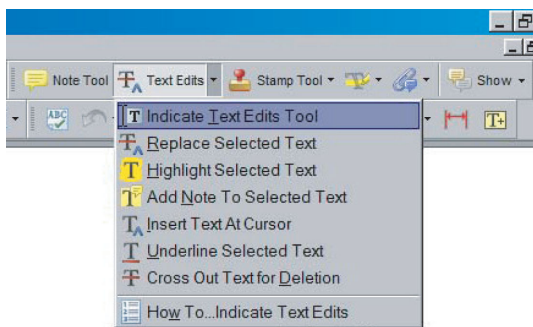 Note Tool Text Edits Stamp Tool Show
ABC T+
Indicate Text Edits Tool
Replace Selected Text
Highlight Selected Text
Add Note To Selected Text
Insert Text At Cursor
Underline Selected Text
Cross Out Text for Deletion
How To...Indicate Text Edits